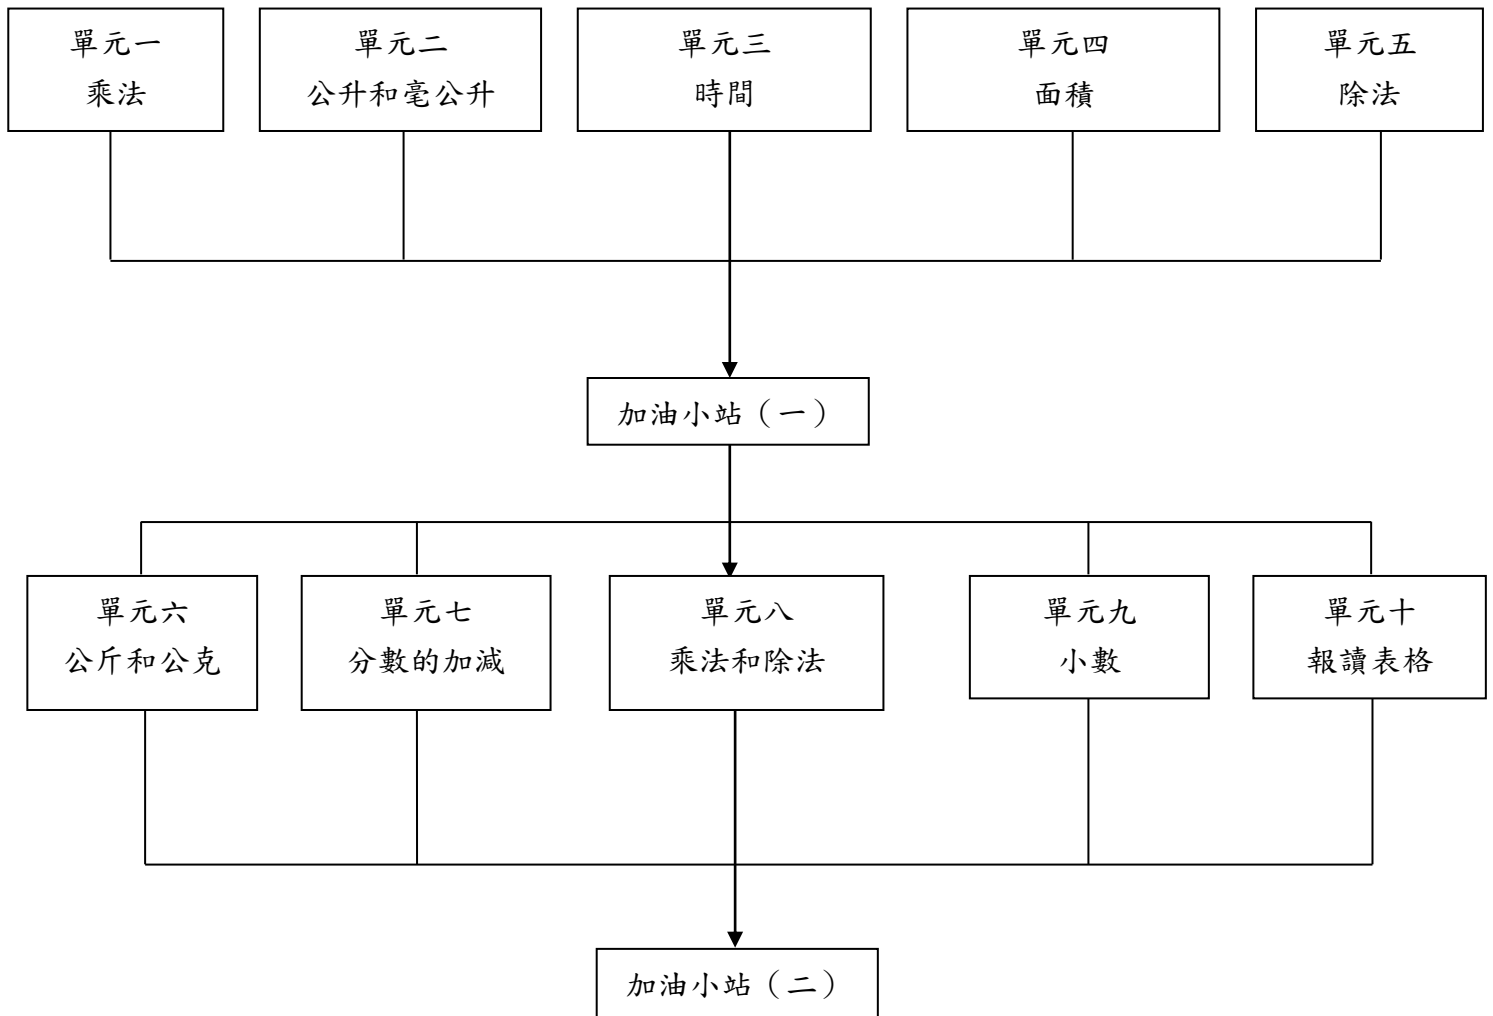 單元一
乘法
單元二
公升和毫公升
單元三
時間
單元四
面積
單元五
除法
加油小站（一）
單元六
公斤和公克
單元七
分數的加減
單元八
乘法和除法
單元九
小數
單元十
報讀表格
加油小站（二）